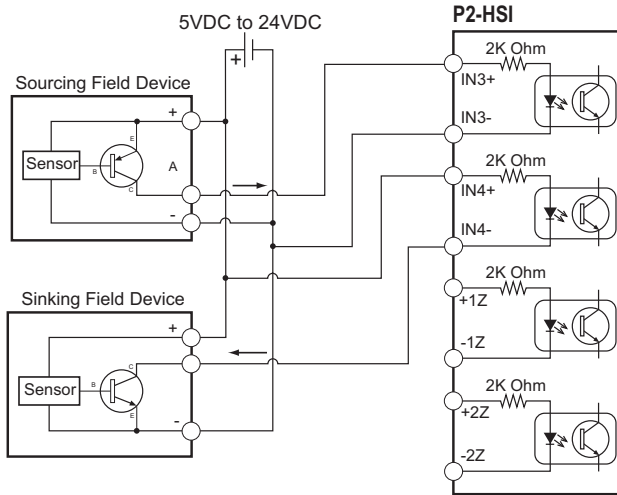 5VDC to 24VDC
+
P2-HSI
Sourcing Field Device
+
Sensor
B
E
C
A
-
2K Ohm
IN3+
IN3-
2K Ohm
IN4+
IN4-
2K Ohm
+1Z
-1Z
2K Ohm
+2Z
-2Z
Sinking Field Device
+
Sensor
B
C
E
-